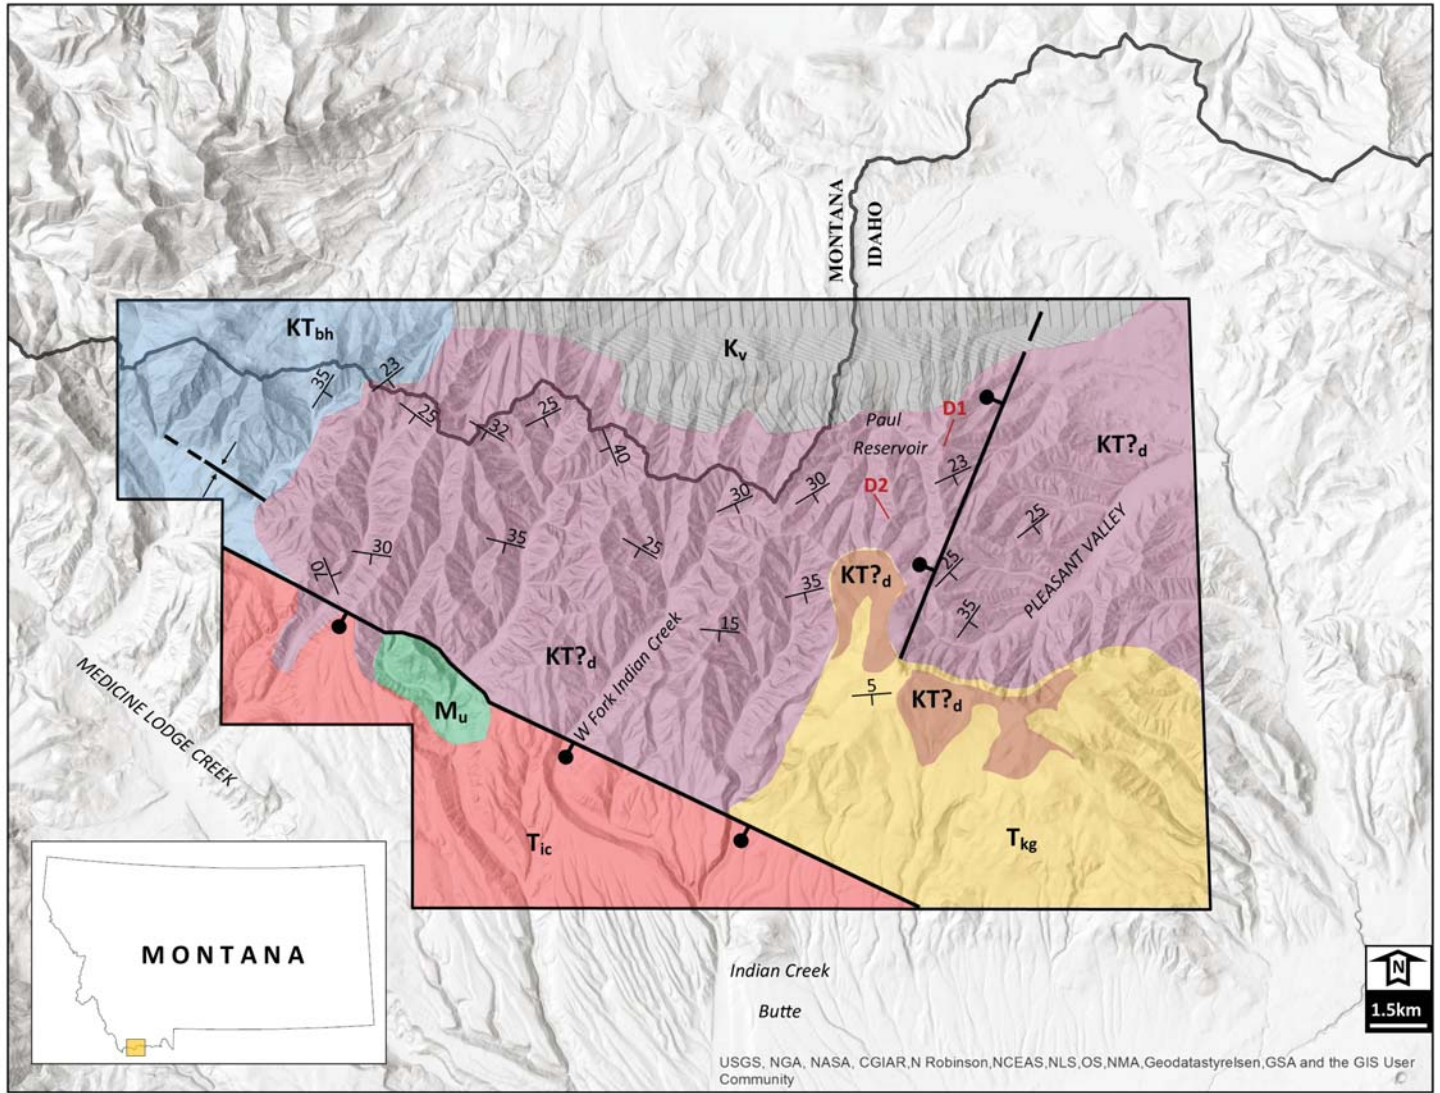 MONTANA
IDAHO
KTbh
Kv
35
23
25
32
25
40
D1
Paul
Reservoir
KT?d
23
D2
30
30
25
PLEASANT VALLEY
30
35
25
70
35
KT?d
25
35
15
KT?d
W Fork Indian Creek
5
KT?d
MEDICINE LODGE CREEK
Mu
Tic
Tkg
MONTANA
Indian Creek
Butte
N
1.5km
USGS, NGA, NASA, CGIAR,N Robinson,NCEAS,NLS,OS,NMA,Geodatastyrelsen,GSA and the GIS User
Community